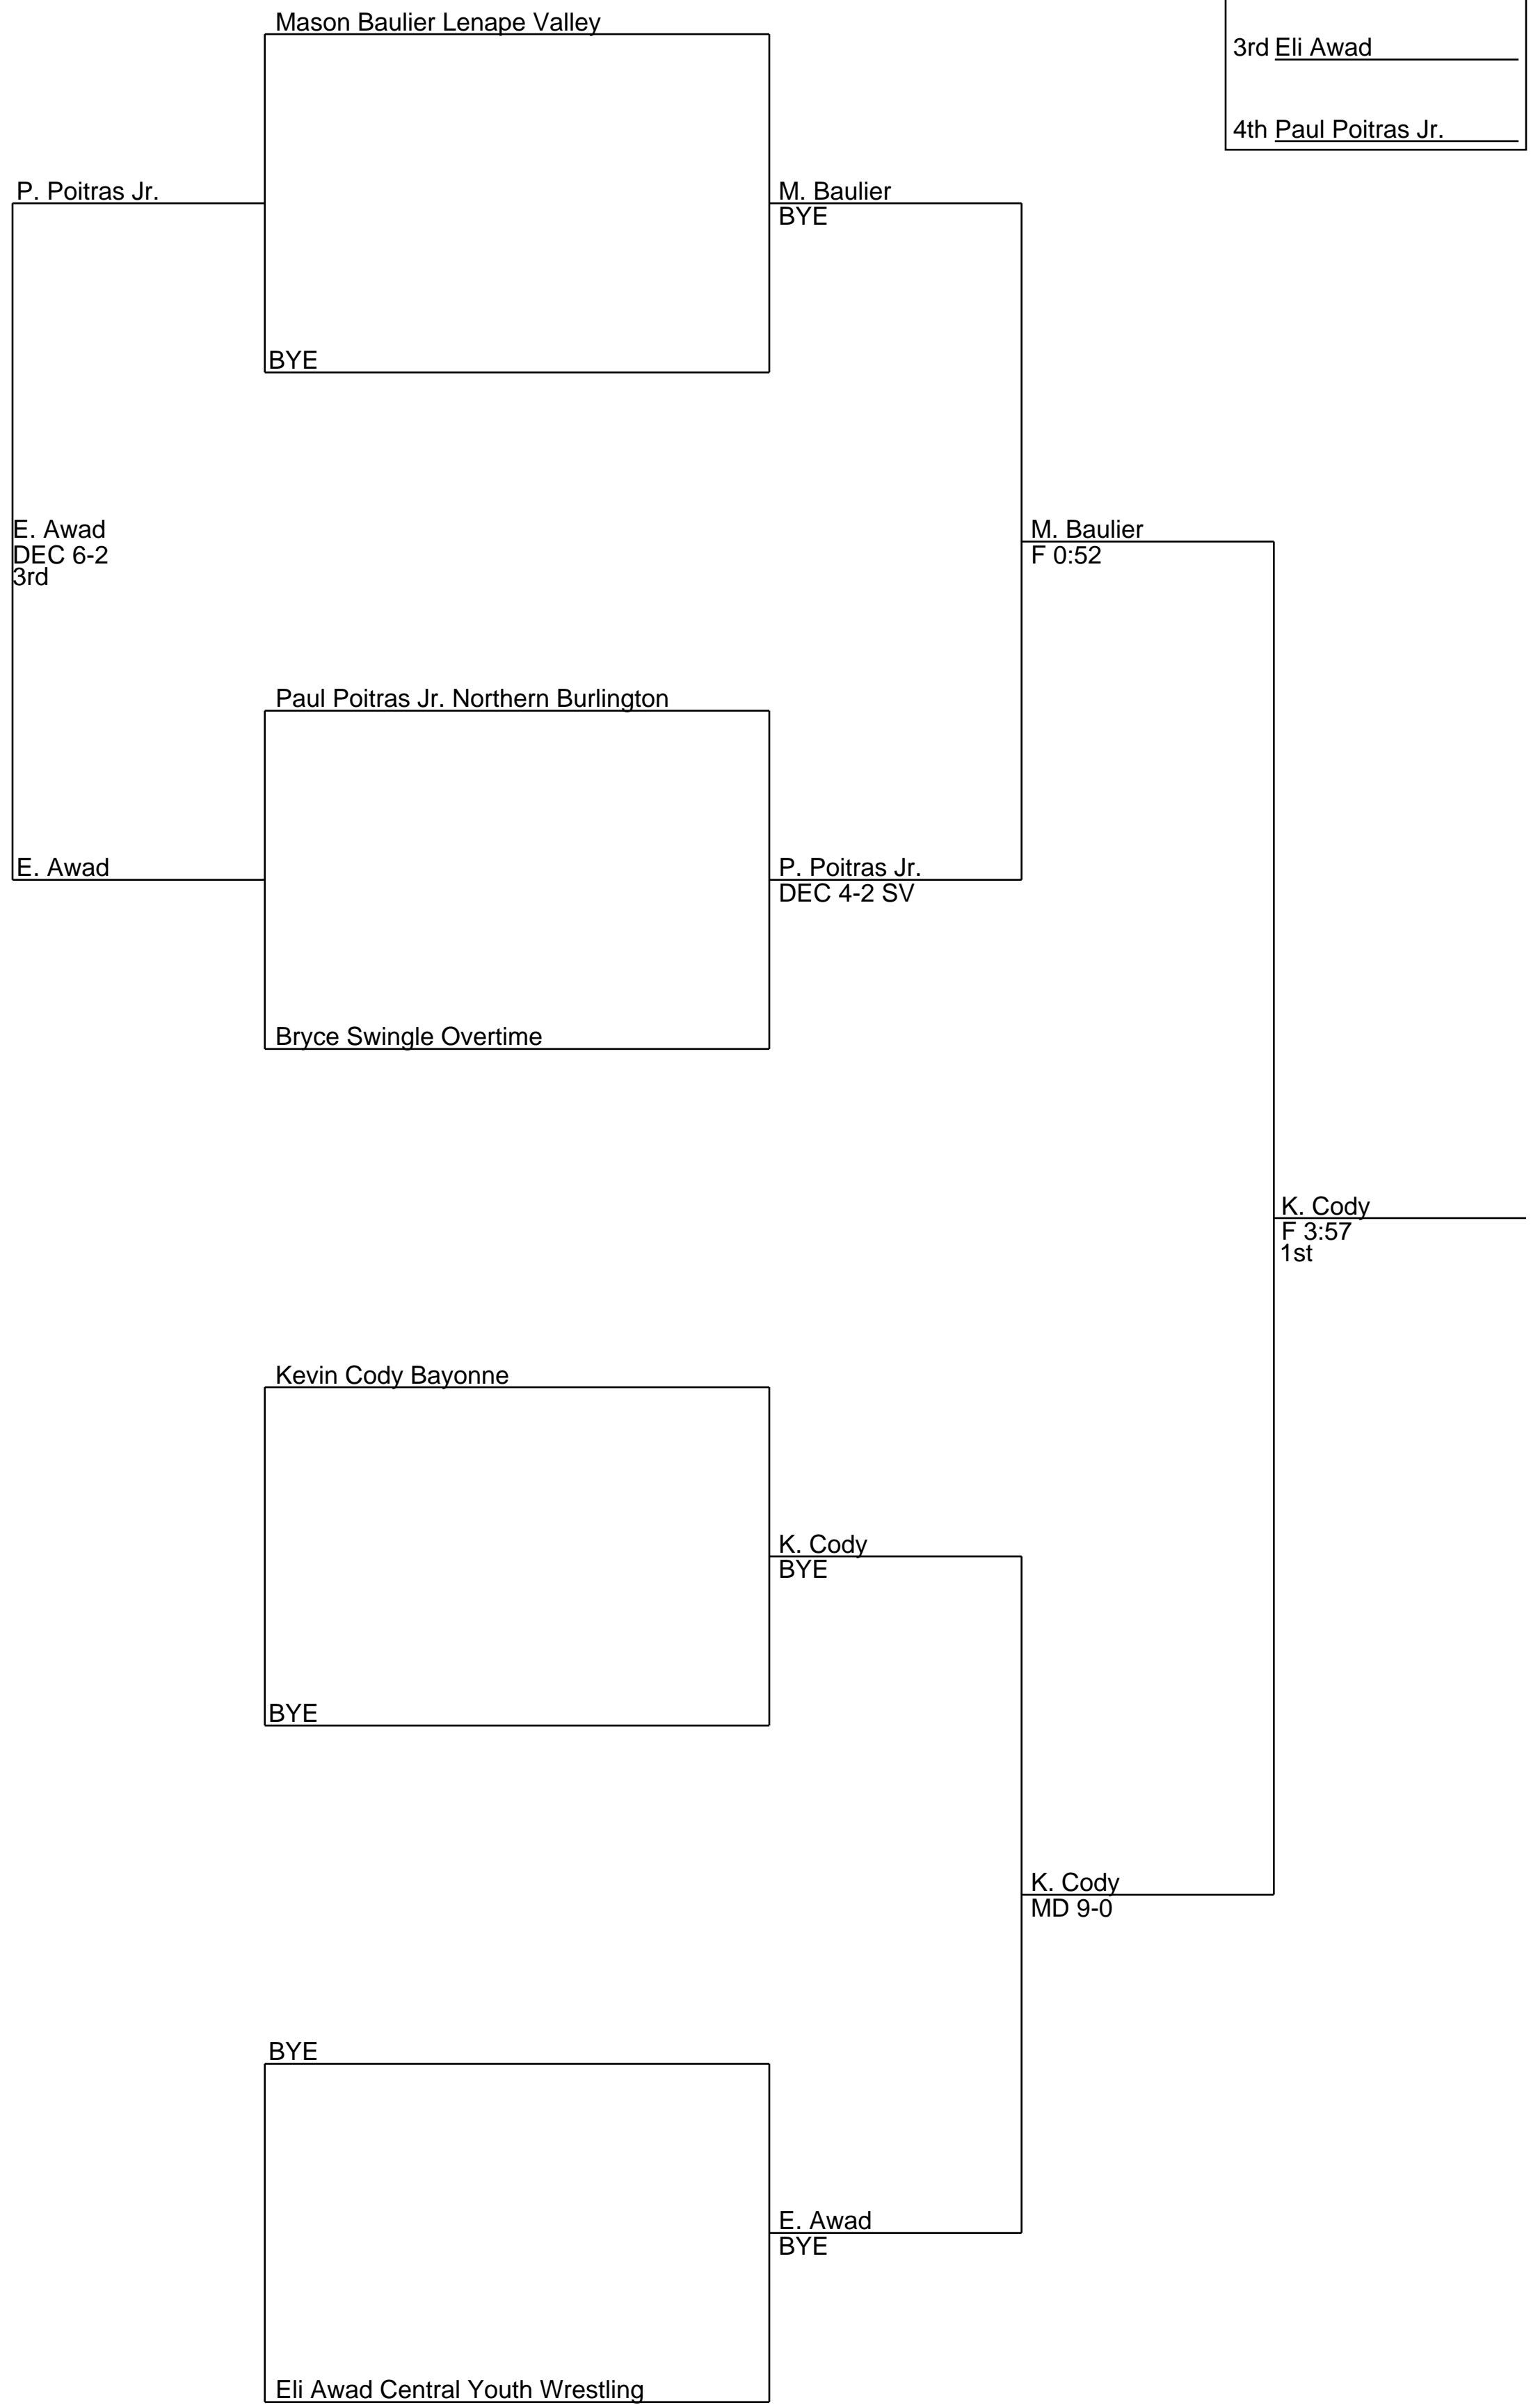 Mason Baulier Lenape Valley
3rd Eli Awad
4th Paul Poitras Jr.
P. Poitras Jr.
M. Baulier
BYE
BYE
E. Awad
DEC 6-2
3rd
M. Baulier
F 0:52
Paul Poitras Jr. Northern Burlington
E. Awad
P. Poitras Jr.
DEC 4-2 SV
Bryce Swingle Overtime
K. Cody
F 3:57
1st
Kevin Cody Bayonne
K. Cody
BYE
BYE
K. Cody
MD 9-0
BYE
E. Awad
BYE
Eli Awad Central Youth Wrestling